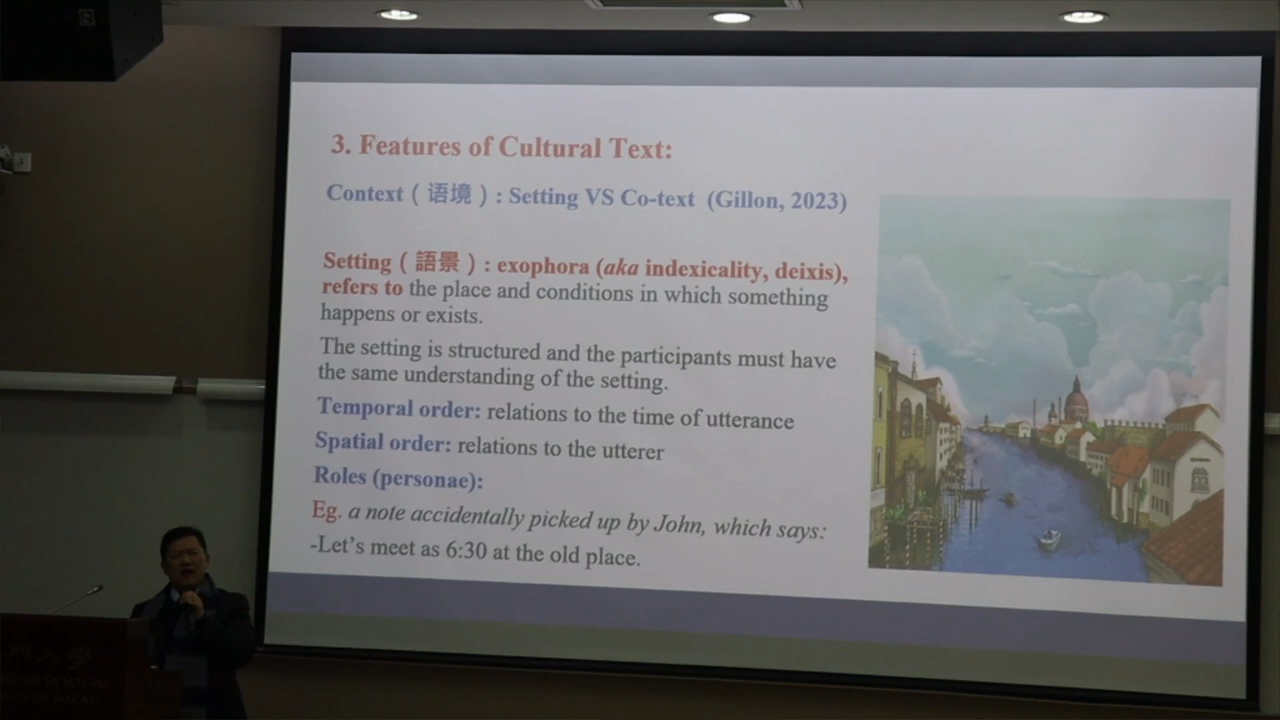 3. Features of Cultural Text:
Context（语境）: Setting VS Co-text (Gillon, 2023)
Setting（語景）: exophora (aka indexicality, deixis),
refers to the place and conditions in which something
happens or exists.
The setting is structured and the participants must have
the same understanding of the setting.
Temporal order: relations to the time of utterance
Spatial order: relations to the utterer
Roles (personae):
Eg. a note accidentally picked up by John, which says:
-Let's meet as 6:30 at the old place.
大學